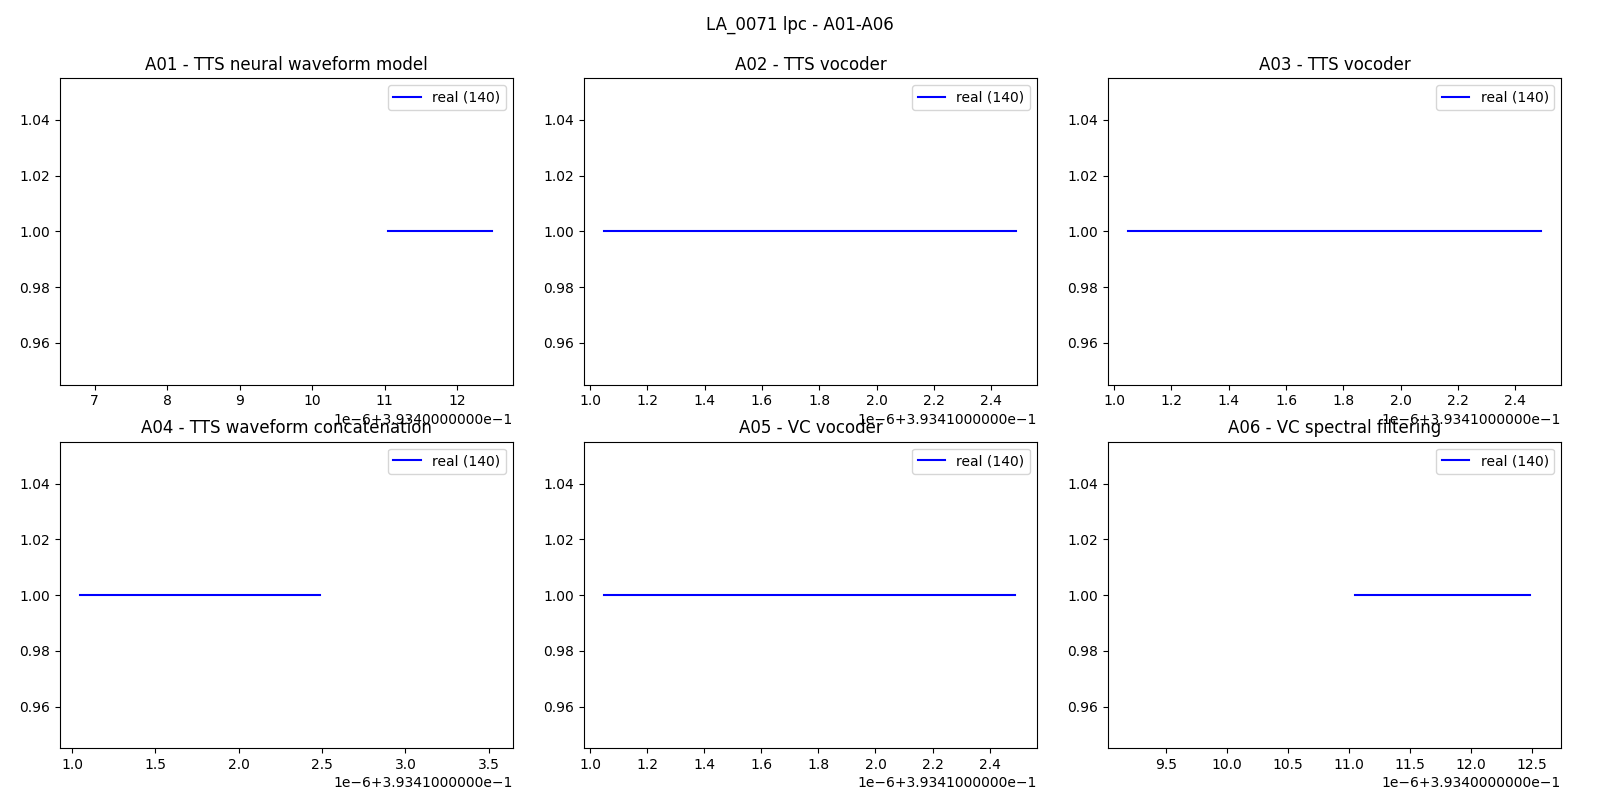 LA_0071 lpc - A01-A06
A01 - TTS neural waveform model
real (140)
1.04
1.02
1.00
0.98
0.96
7 8 9 10 11 12
1e−6+3.9340000000e−1
A02 - TTS vocoder
real (140)
1.04
1.02
1.00
0.98
0.96
1.0 1.2 1.4 1.6 1.8 2.0 2.2 2.4
1e−6+3.9341000000e−1
A03 - TTS vocoder
real (140)
1.04
1.02
1.00
0.98
0.96
1.0 1.2 1.4 1.6 1.8 2.0 2.2 2.4
1e−6+3.9341000000e−1
A04 - TTS waveform concatenation
real (140)
1.04
1.02
1.00
0.98
0.96
1.0 1.5 2.0 2.5 3.0 3.5
1e−6+3.9341000000e−1
A05 - VC vocoder
real (140)
1.04
1.02
1.00
0.98
0.96
1.0 1.2 1.4 1.6 1.8 2.0 2.2 2.4
1e−6+3.9341000000e−1
A06 - VC spectral filtering
real (140)
1.04
1.02
1.00
0.98
0.96
9.5 10.0 10.5 11.0 11.5 12.0 12.5
1e−6+3.9340000000e−1